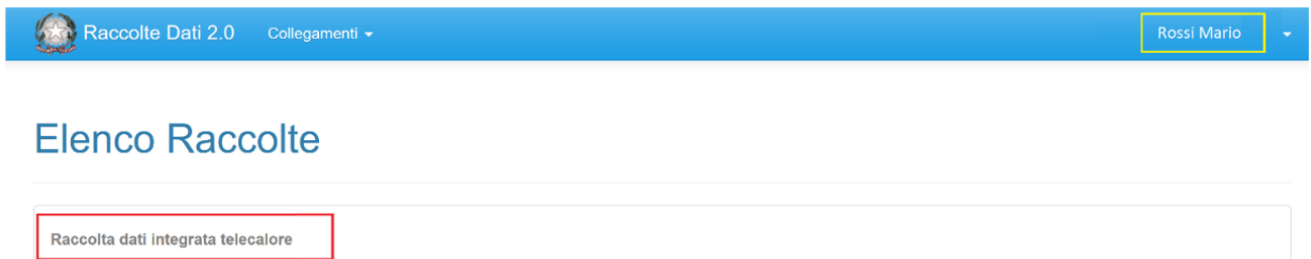 Raccolte Dati 2.0 Collegamenti Rossi Mario
Elenco Raccolte
Raccolta dati integrata telecalore